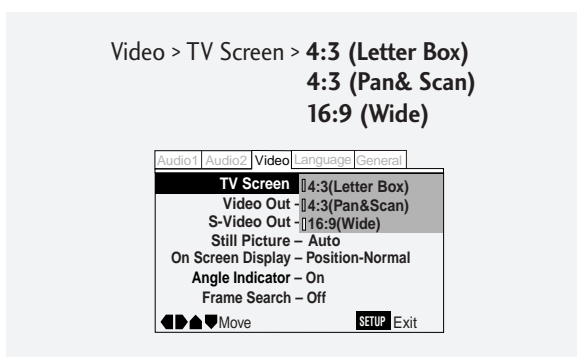 Video > TV Screen > 4:3 (Letter Box)
4:3 (Pan& Scan)
16:9 (Wide)
Audio1 Audio2 Video Language General
TV Screen 4:3(Letter Box)
Video Out - 4:3(Pan&Scan)
S-Video Out - 16:9(Wide)
Still Picture – Auto
On Screen Display – Position-Normal
Angle Indicator – On
Frame Search – Off
Move SETUP Exit